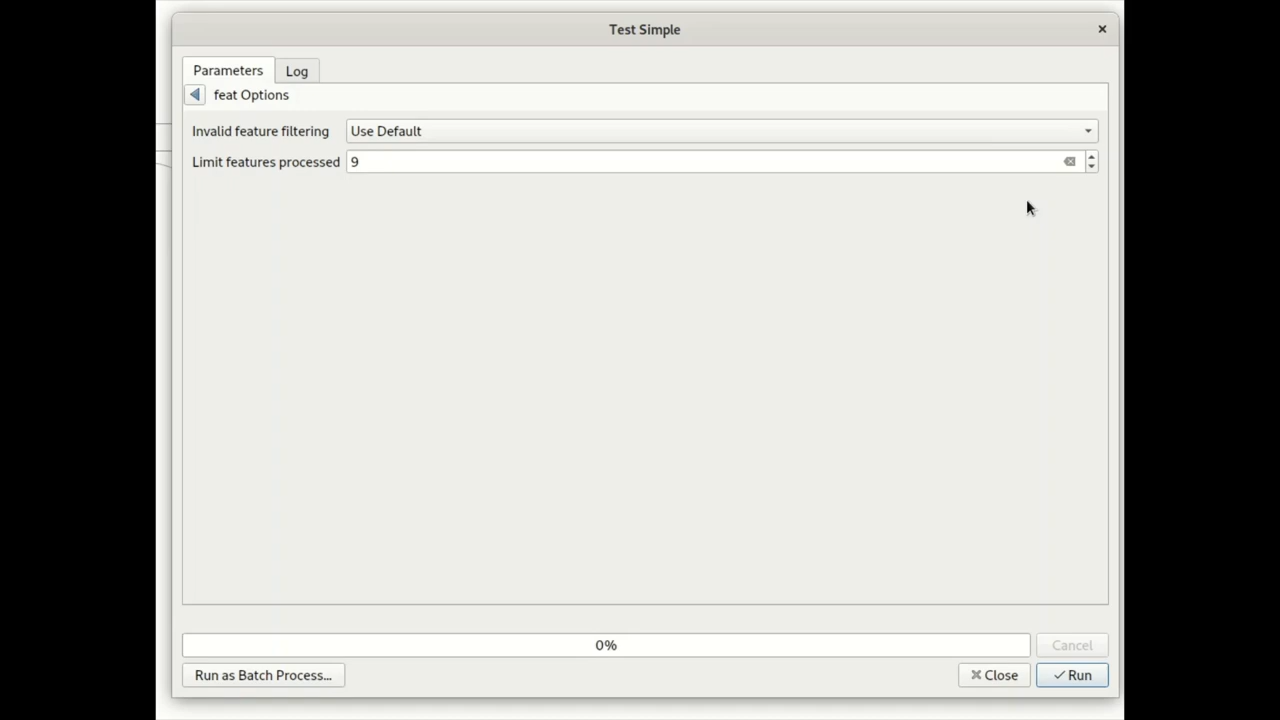 Test Simple
Parameters Log
feat Options
Invalid feature filtering Use Default
Limit features processed 9
0% Cancel
Run as Batch Process... Close Run